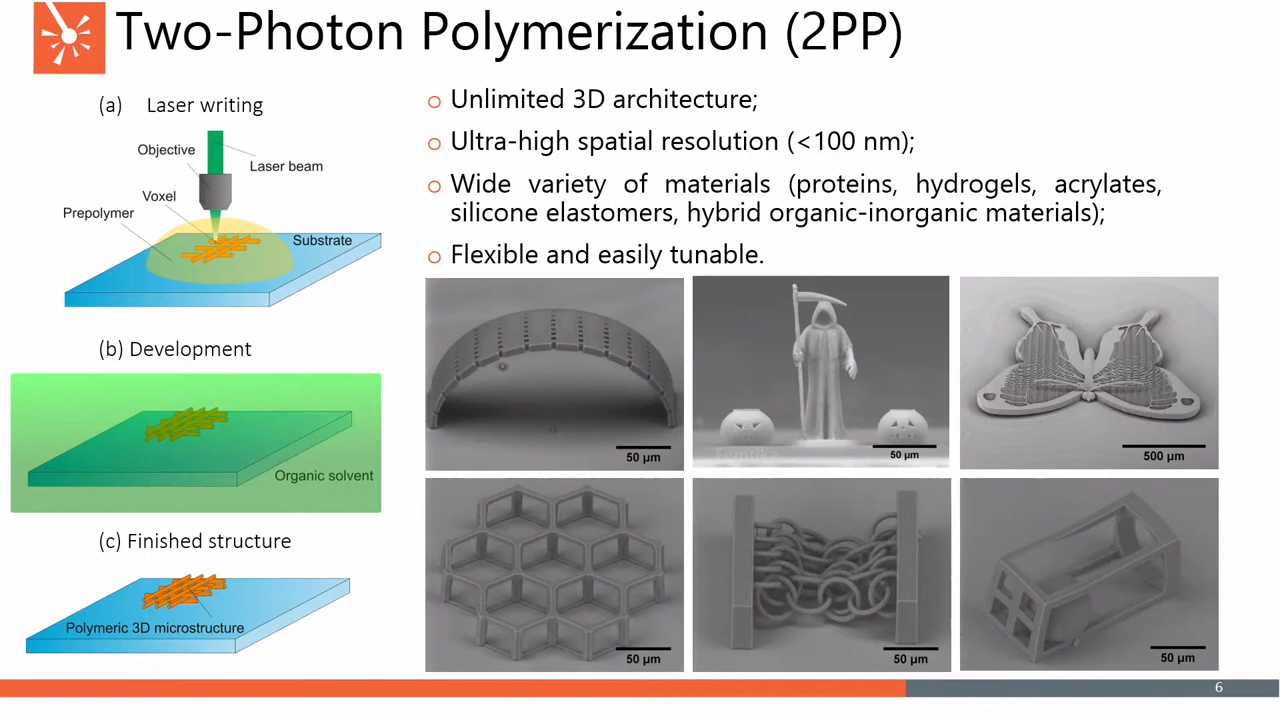 Two-Photon Polymerization (2PP)
(a) Laser writing
Objective
Laser beam
Voxel
Prepolymer
Substrate
(b) Development
Organic solvent
(c) Finished structure
Polymeric 3D microstructure
o Unlimited 3D architecture;
o Ultra-high spatial resolution (<100 nm);
o Wide variety of materials (proteins, hydrogels, acrylates,
silicone elastomers, hybrid organic-inorganic materials);
o Flexible and easily tunable.
50 μm
50 μm
500 μm
50 μm
50 μm
50 μm
6